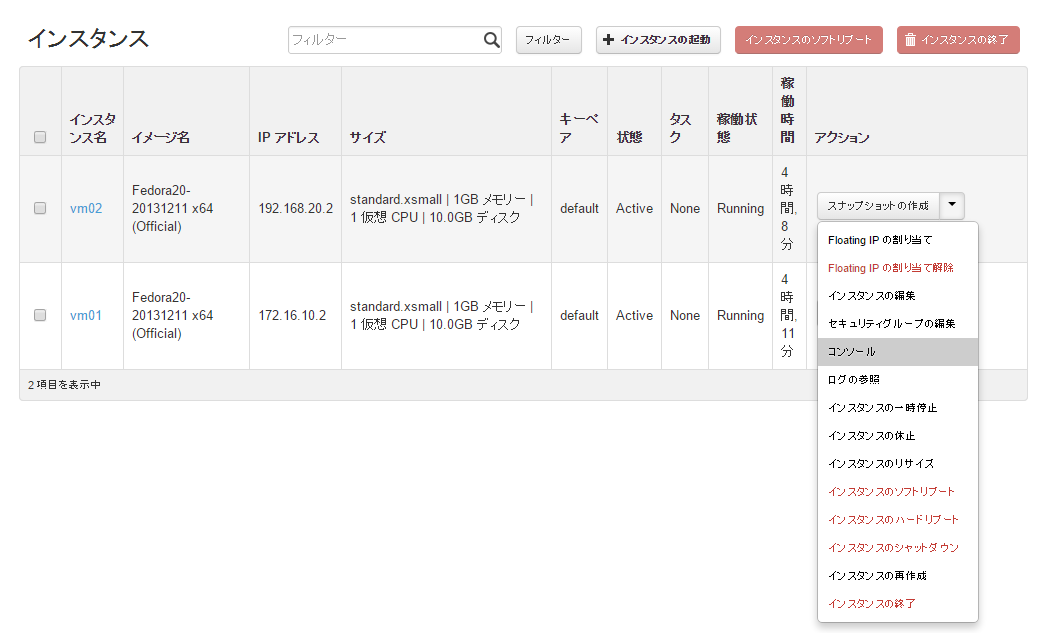 インスタンス
フィルター
フィルター
インスタンスの起動
インスタンスのソフトリブート
インスタンスの終了
インスタ
ンス名
イメージ名
IP アドレス
サイズ
キーペ
ア
状態
タス
ク
稼働状
態
稼
働
時
間
アクション
vm02
Fedora20-
20131211 x64
(Official)
192.168.20.2
standard.xsmall | 1GB メモリー |
1 仮想 CPU | 10.0GB ディスク
default
Active
None
Running
4
時
間,
8
分
スナップショットの作成
vm01
Fedora20-
20131211 x64
(Official)
172.16.10.2
standard.xsmall | 1GB メモリー |
1 仮想 CPU | 10.0GB ディスク
default
Active
None
Running
4
時
間,
11
分
2 項目を表示中
Floating IP の割り当て
Floating IP の割り当て解除
インスタンスの編集
セキュリティグループの編集
コンソール
ログの参照
インスタンスの一時停止
インスタンスの休止
インスタンスのリサイズ
インスタンスのソフトリブート
インスタンスのハードリブート
インスタンスのシャットダウン
インスタンスの再作成
インスタンスの終了